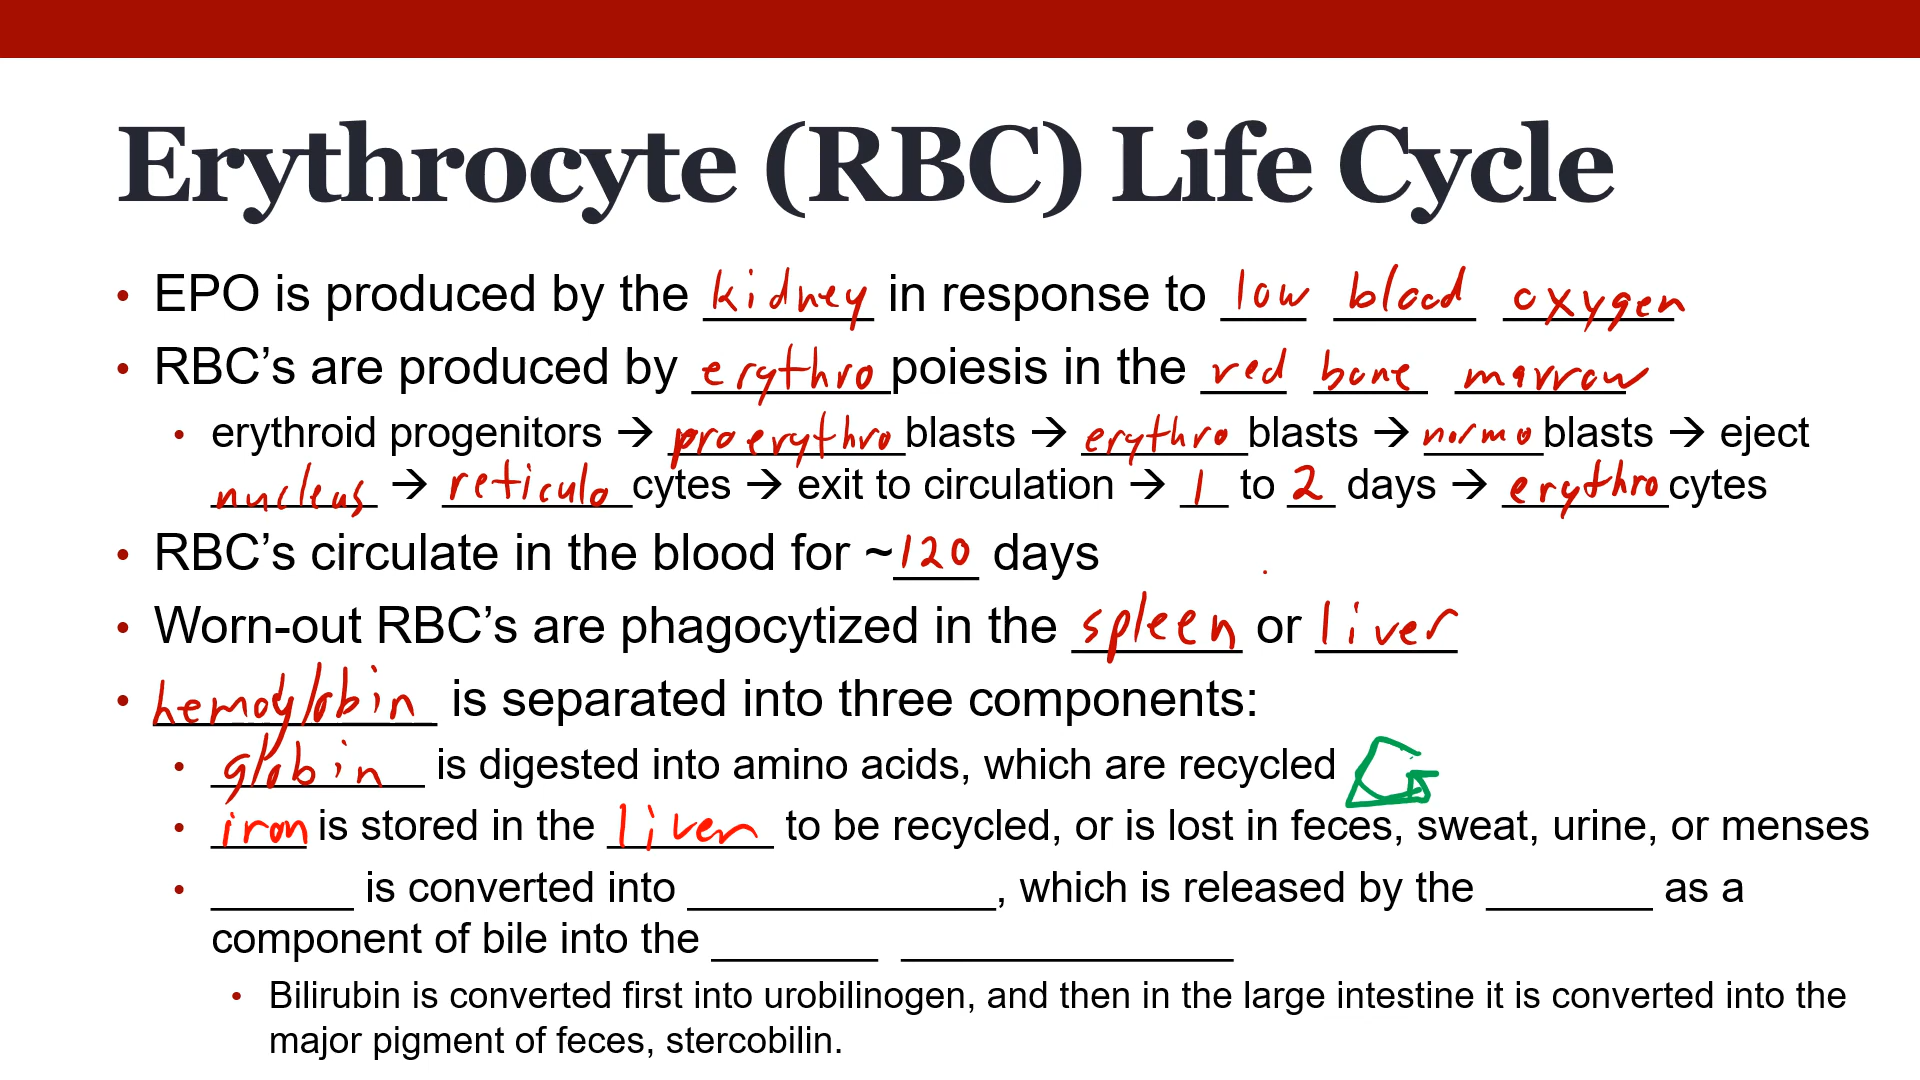 Erythrocyte (RBC) Life Cycle
• EPO is produced by the kidney in response to low blood oxygen
• RBC’s are produced by erythropoiesis in the red bone marrow
• erythroid progenitors → proerythroblasts → erythroblasts → normoblasts → eject
nucleus → reticulocytes → exit to circulation → 1 to 2 days → erythrocytes
• RBC’s circulate in the blood for ~120 days
• Worn-out RBC’s are phagocytized in the spleen or liver
• hemoglobin is separated into three components:
• globin is digested into amino acids, which are recycled
• iron is stored in the liver to be recycled, or is lost in feces, sweat, urine, or menses
• ______ is converted into _____________, which is released by the _______ as a
component of bile into the _______ ______________
• Bilirubin is converted first into urobilinogen, and then in the large intestine it is converted into the
major pigment of feces, stercobilin.